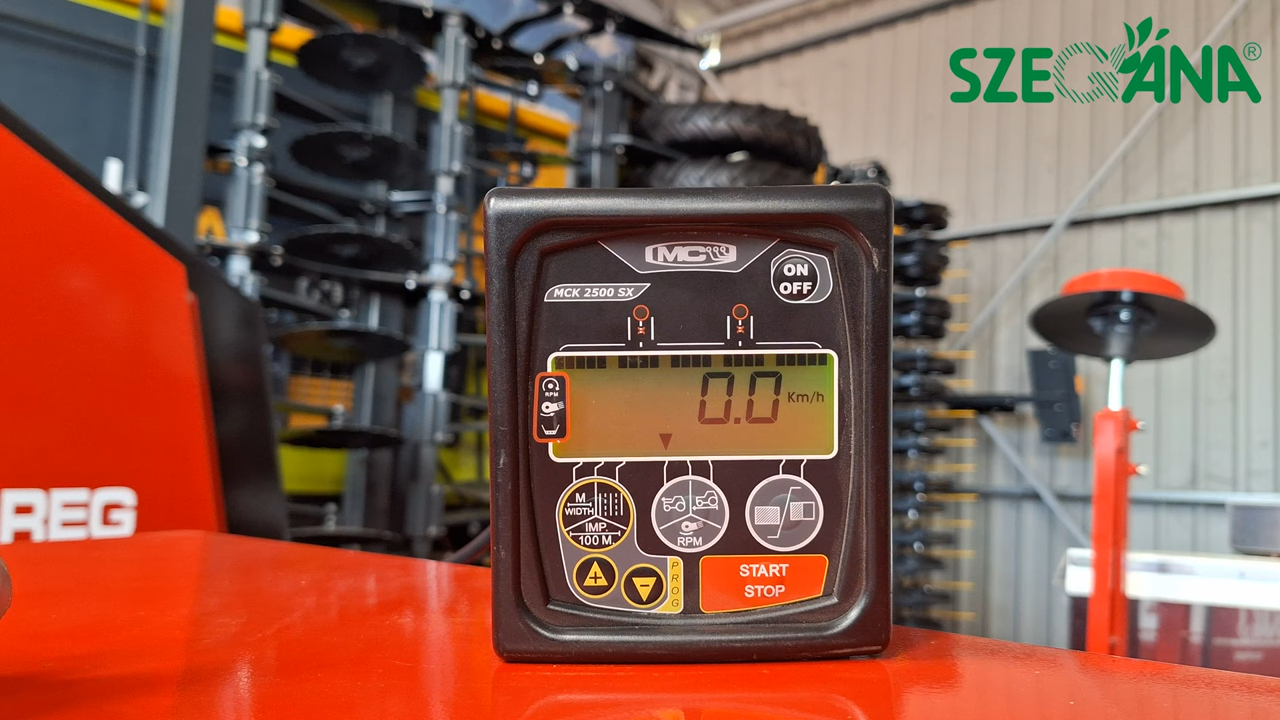 SZEGÁNA®
MC
ON
OFF
MCK 2500 SX
RPM
0.0 Km/h
M
WIDTH
IMP.
100 M.
RPM
PROG
START
STOP
REG